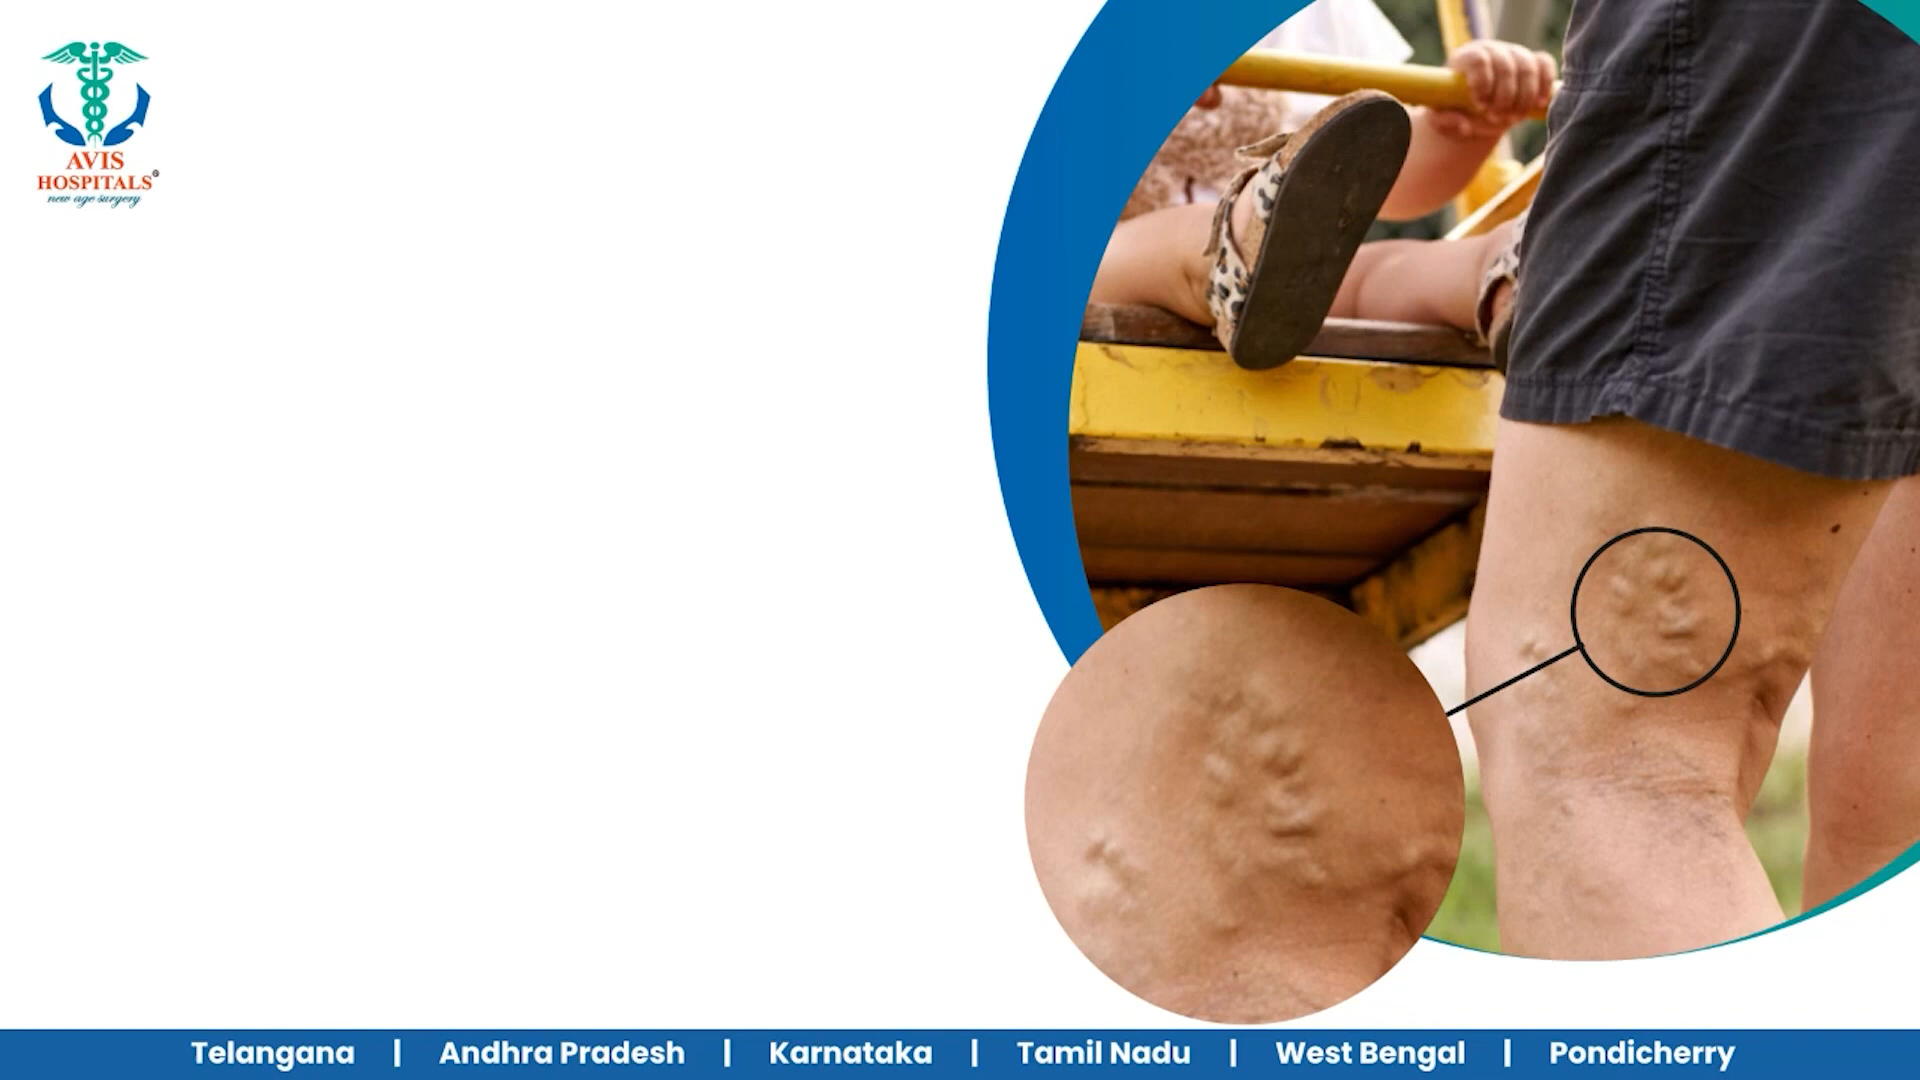 AVIS
HOSPITALS®
new age surgery
Telangana | Andhra Pradesh | Karnataka | Tamil Nadu | West Bengal | Pondicherry